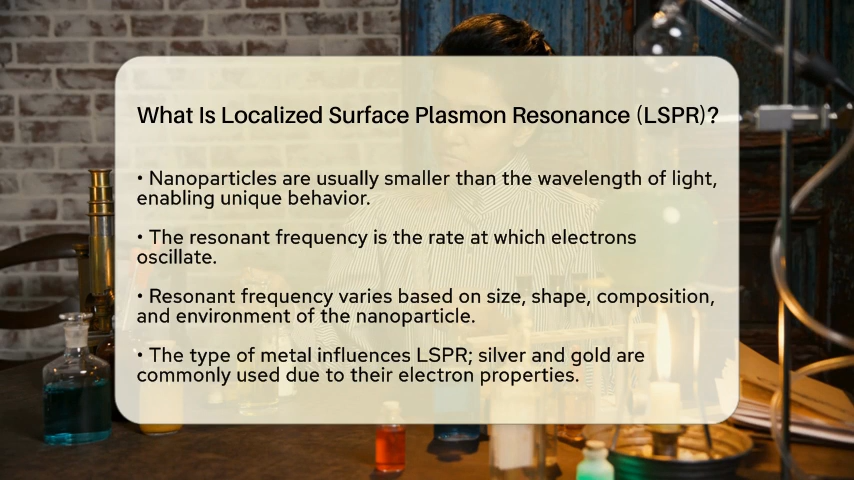 What Is Localized Surface Plasmon Resonance (LSPR)?
• Nanoparticles are usually smaller than the wavelength of light,
enabling unique behavior.
• The resonant frequency is the rate at which electrons
oscillate.
• Resonant frequency varies based on size, shape, composition,
and environment of the nanoparticle.
• The type of metal influences LSPR; silver and gold are
commonly used due to their electron properties.